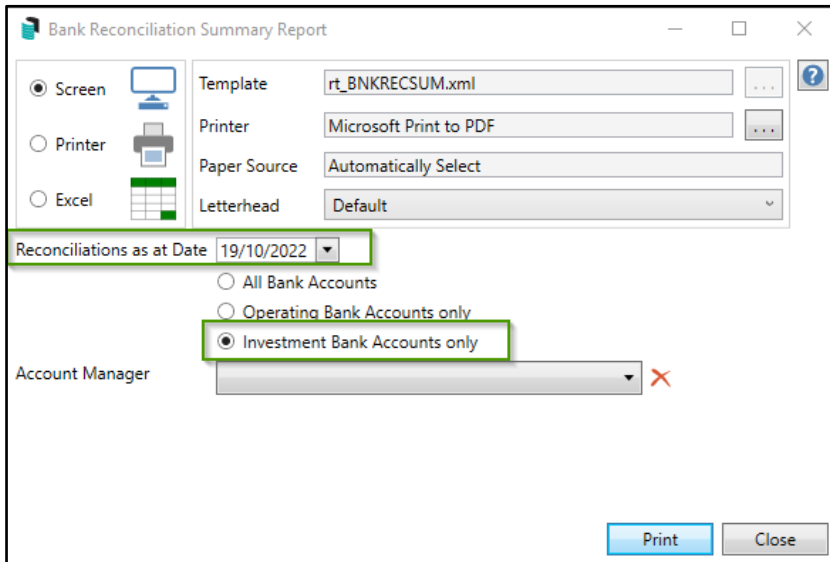 Bank Reconciliation Summary Report
Screen
Printer
Excel
Template rt_BNKRECSUM.xml ...
Printer Microsoft Print to PDF ...
Paper Source Automatically Select
Letterhead Default
?
Reconciliations as at Date 19/10/2022
All Bank Accounts
Operating Bank Accounts only
Investment Bank Accounts only
Account Manager
Print Close